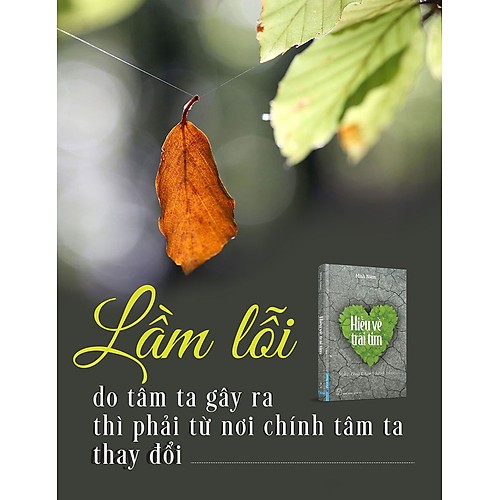 Lầm lỗi
do tâm ta gây ra
thì phải từ nơi chính tâm ta
thay đổi
Minh Niệm
Hiểu về
trái tim